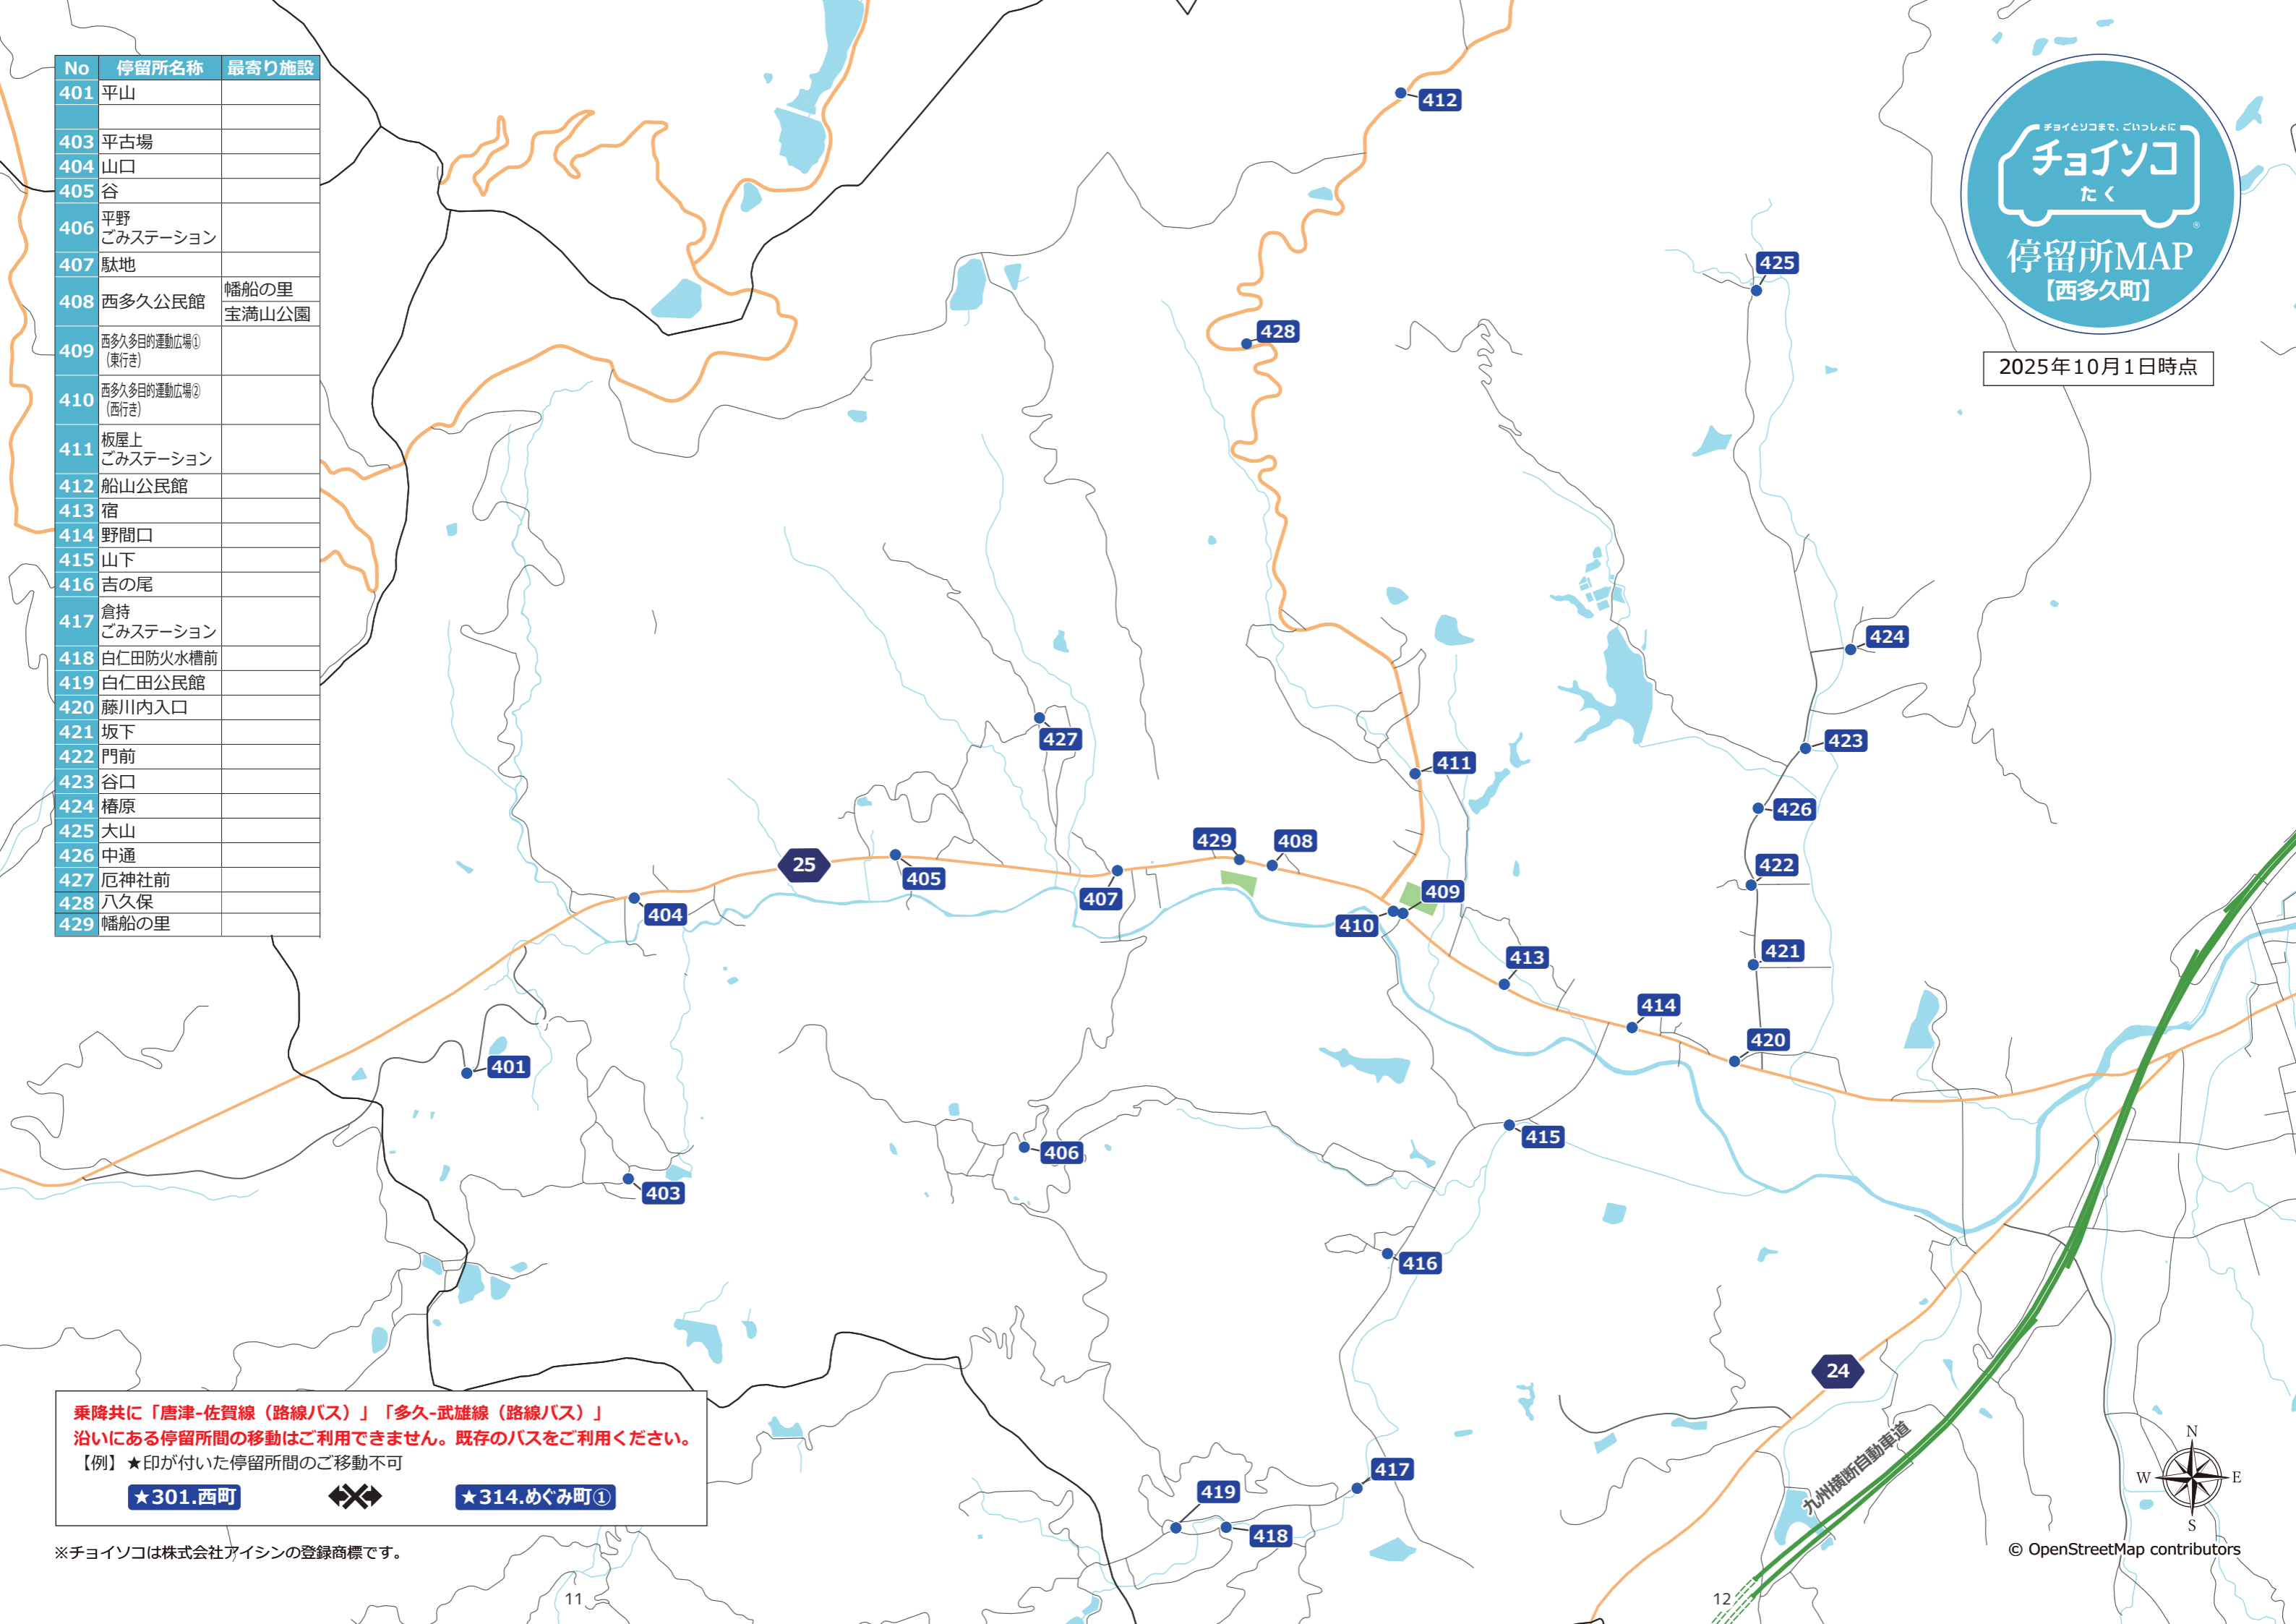 No 停留所名称 最寄り施設
401 平山
403 平古場
404 山口
405 谷
406 平野
ごみステーション
407 駄地
408 西多久公民館 幡船の里
宝満山公園
409 西多久多目的運動広場①
（東行き）
410 西多久多目的運動広場②
（西行き）
411 板屋上
ごみステーション
412 船山公民館
413 宿
414 野間口
415 山下
416 吉の尾
417 倉持
ごみステーション
418 白仁田防火水槽前
419 白仁田公民館
420 藤川内入口
421 坂下
422 門前
423 谷口
424 椿原
425 大山
426 中通
427 厄神社前
428 八久保
429 幡船の里
チョイとソコまで、ごいっしょに
チョイソコ
たく
®
停留所MAP
【西多久町】
2025年10月1日時点
412
425
428
424
427
423
411
426
429
408
25
405
422
407
409
404
410
421
413
414
420
401
415
406
403
416
24
417
419
418
九州横断自動車道
N
W E
S
乗降共に「唐津-佐賀線（路線バス）」「多久-武雄線（路線バス）」
沿いにある停留所間の移動はご利用できません。既存のバスをご利用ください。
【例】★印が付いた停留所間のご移動不可
★301.西町 ★314.めぐみ町①
※チョイソコは株式会社アイシンの登録商標です。
© OpenStreetMap contributors
11
12